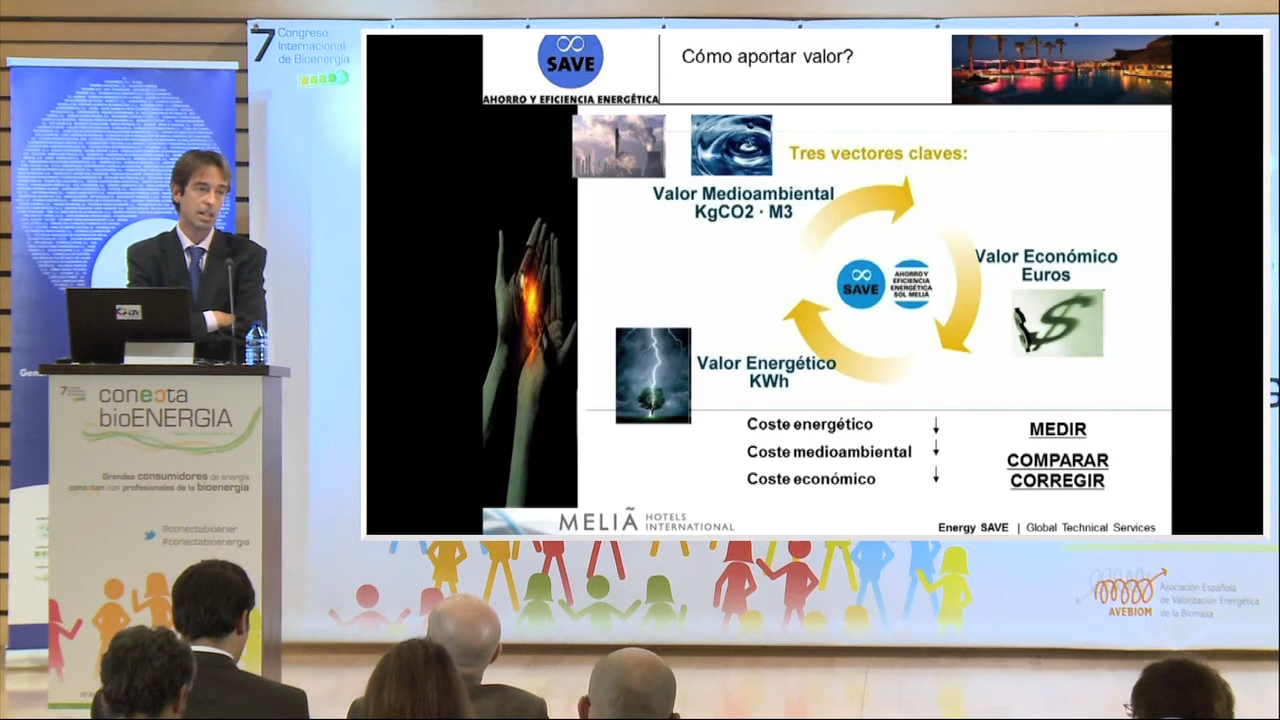 7 Congreso
Internacional
de Bioenergía
SAVE
AHORRO Y EFICIENCIA ENERGÉTICA
Cómo aportar valor?
Tres vectores claves:
Valor Medioambiental
KgCO2 · M3
Valor Económico
Euros
SAVE
AHORRO Y
EFICIENCIA
ENERGÉTICA
SOL MELIÁ
Valor Energético
KWh
Coste energético
Coste medioambiental
Coste económico
MEDIR
COMPARAR
CORREGIR
MELIÃ HOTELS
INTERNATIONAL
Energy SAVE | Global Technical Services
conecta
bioENERGIA
Grandes consumidores de energía
conectan con profesionales de la bioenergía
#conectabioener
#conectabioenergia
AVEBIOM
Asociación Española
de Valorización Energética
de la Biomasa